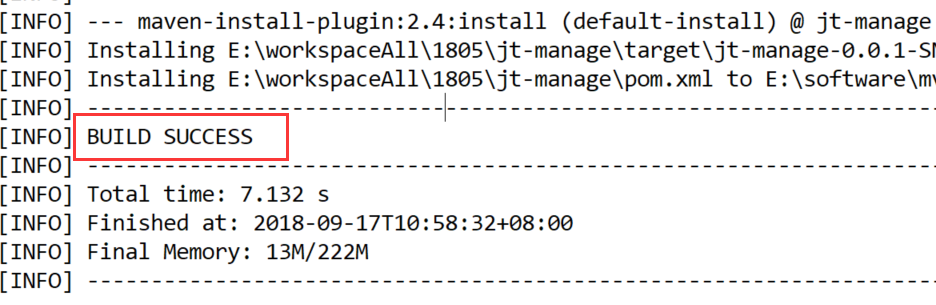 [INFO]
[INFO] --- maven-install-plugin:2.4:install (default-install) @ jt-manage
[INFO] Installing E:\workspaceAll\1805\jt-manage\target\jt-manage-0.0.1-SN
[INFO] Installing E:\workspaceAll\1805\jt-manage\pom.xml to E:\software\mv
[INFO] ------------------------------------------------------------------------
[INFO] BUILD SUCCESS
[INFO] ------------------------------------------------------------------------
[INFO] Total time: 7.132 s
[INFO] Finished at: 2018-09-17T10:58:32+08:00
[INFO] Final Memory: 13M/222M
[INFO] ------------------------------------------------------------------------